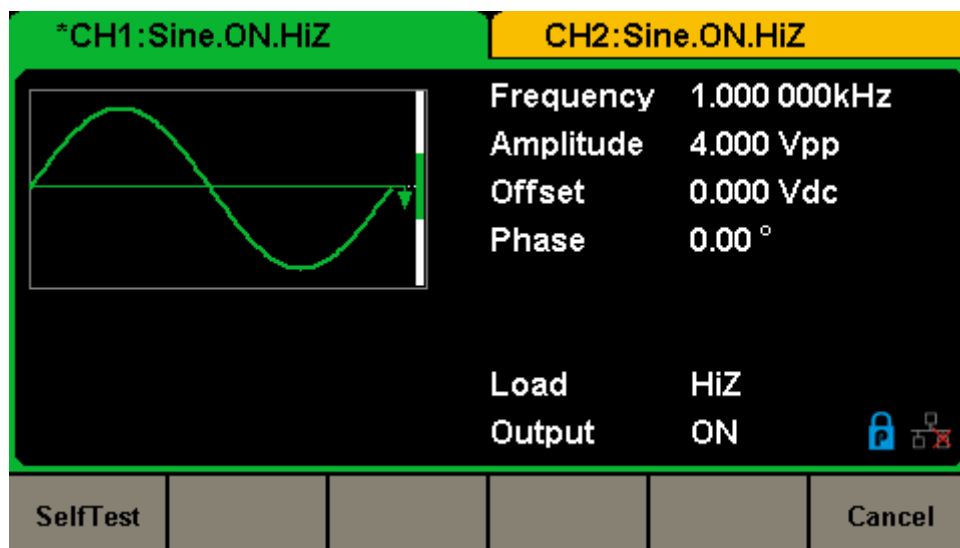 *CH1:Sine.ON.HiZ
CH2:Sine.ON.HiZ
Frequency 1.000 000kHz
Amplitude 4.000 Vpp
Offset 0.000 Vdc
Phase 0.00 °
Load HiZ
Output ON
P
SelfTest Cancel